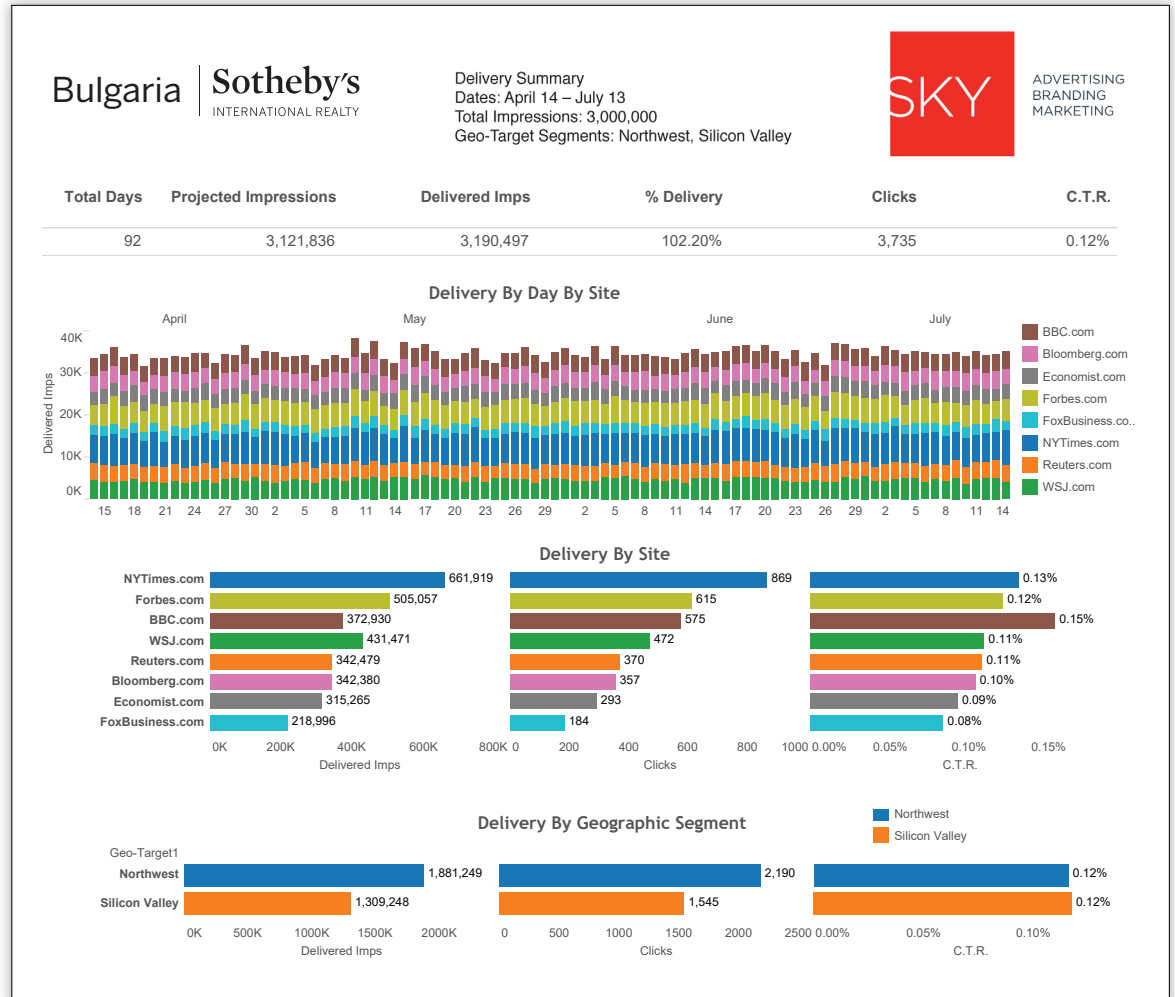 Bulgaria
Sotheby's
INTERNATIONAL REALTY
Delivery Summary
Dates: April 14 – July 13
Total Impressions: 3,000,000
Geo-Target Segments: Northwest, Silicon Valley
SKY
ADVERTISING
BRANDING
MARKETING
Total Days Projected Impressions Delivered Imps % Delivery Clicks C.T.R.
92 3,121,836 3,190,497 102.20% 3,735 0.12%
Delivery By Day By Site
April May June July
40K
30K
20K
10K
0K
Delivered Imps
BBC.com
Bloomberg.com
Economist.com
Forbes.com
FoxBusiness.co..
NYTimes.com
Reuters.com
WSJ.com
15 18 21 24 27 30 2 5 8 11 14 17 20 23 26 29 2 5 8 11 14 17 20 23 26 29 2 5 8 11 14
Delivery By Site
NYTimes.com 661,919 869 0.13%
Forbes.com 505,057 615 0.12%
BBC.com 372,930 575 0.15%
WSJ.com 431,471 472 0.11%
Reuters.com 342,479 370 0.11%
Bloomberg.com 342,380 357 0.10%
Economist.com 315,265 293 0.09%
FoxBusiness.com 218,996 184 0.08%
0K 200K 400K 600K 800K 0 200 400 600 800 1000 0.00% 0.05% 0.10% 0.15%
Delivered Imps Clicks C.T.R.
Northwest
Silicon Valley
Delivery By Geographic Segment
Geo-Target1
Northwest 1,881,249 2,190 0.12%
Silicon Valley 1,309,248 1,545 0.12%
0K 500K 1000K 1500K 2000K 0 500 1000 1500 2000 2500 0.00% 0.05% 0.10%
Delivered Imps Clicks C.T.R.